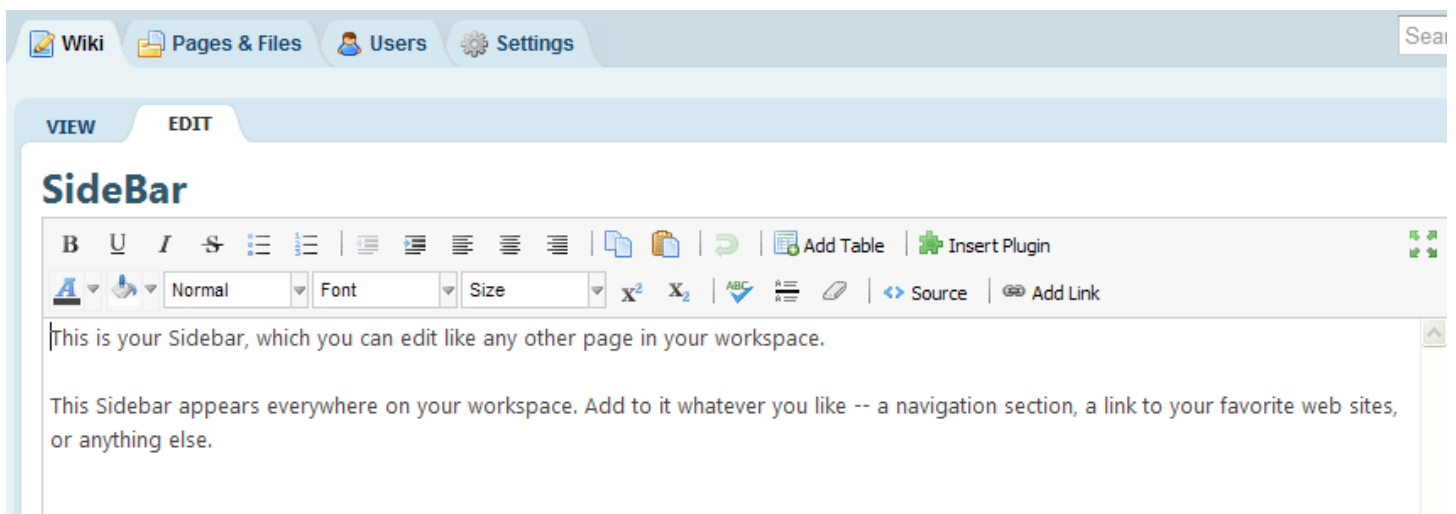 Wiki Pages & Files Users Settings Sear
VIEW EDIT
SideBar
B U I S Add Table Insert Plugin
A Normal Font Size X² X₂ ABC Source Add Link
This is your Sidebar, which you can edit like any other page in your workspace.
This Sidebar appears everywhere on your workspace. Add to it whatever you like -- a navigation section, a link to your favorite web sites,
or anything else.